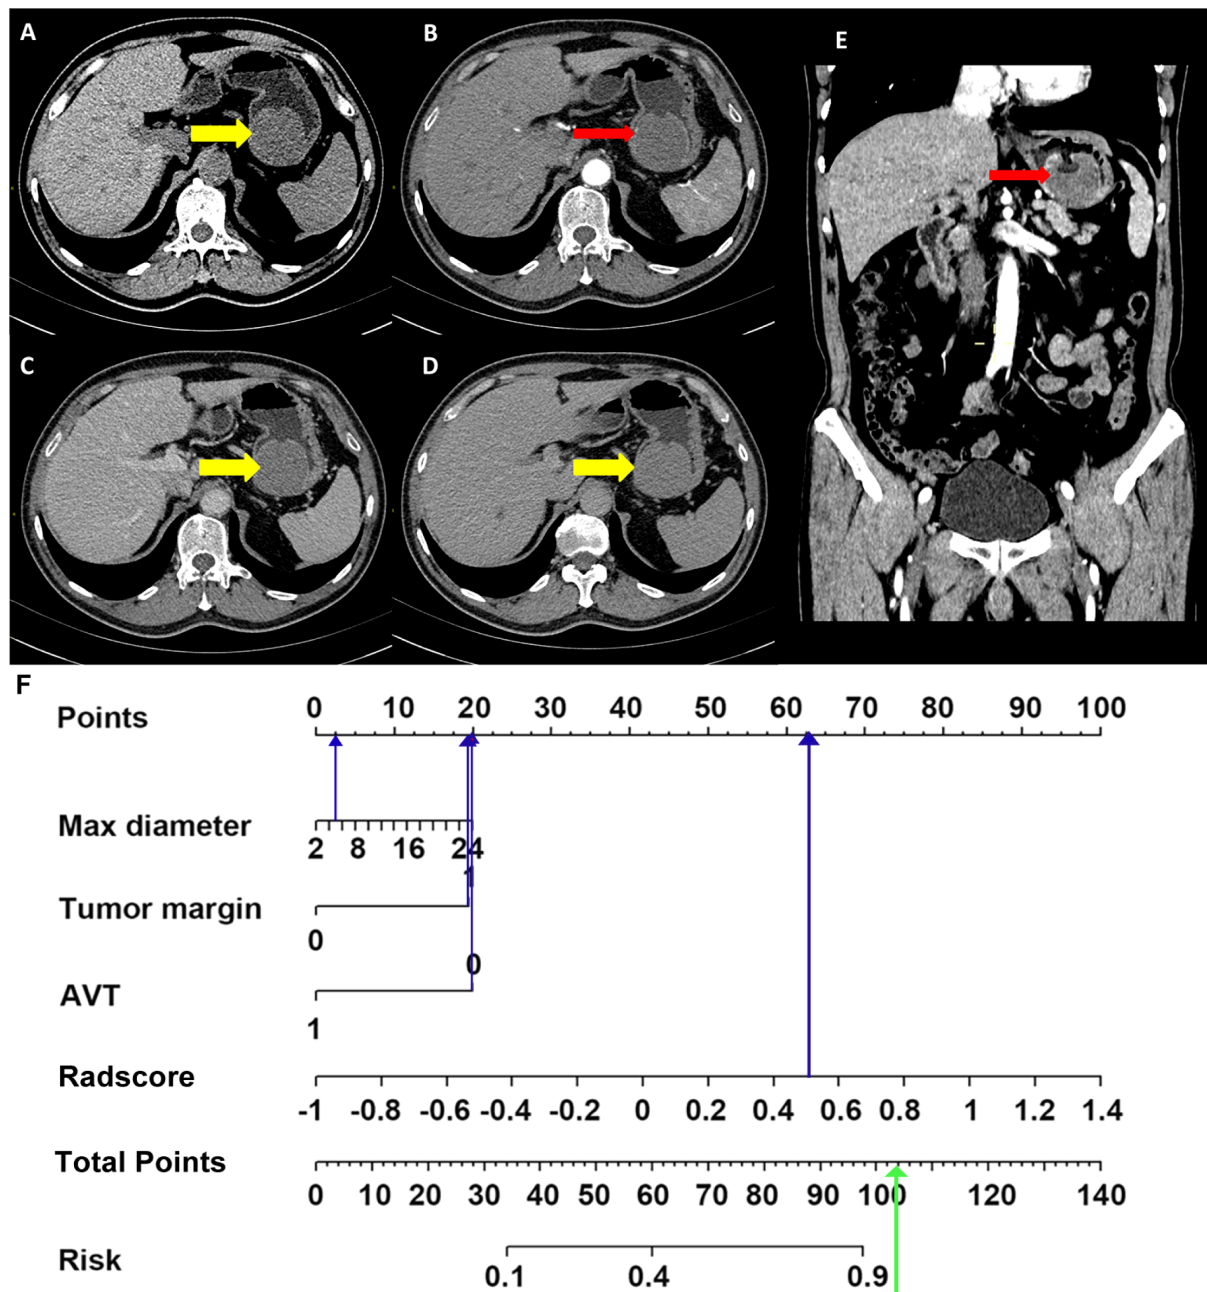 A
B
E
C
D
F
Points
0 10 20 30 40 50 60 70 80 90 100
Max diameter
2 8 16 24
1
Tumor margin
0
0
AVT
1
Radscore
-1 -0.8 -0.6 -0.4 -0.2 0 0.2 0.4 0.6 0.8 1 1.2 1.4
Total Points
0 10 20 30 40 50 60 70 80 90 100 120 140
Risk
0.1 0.4 0.9